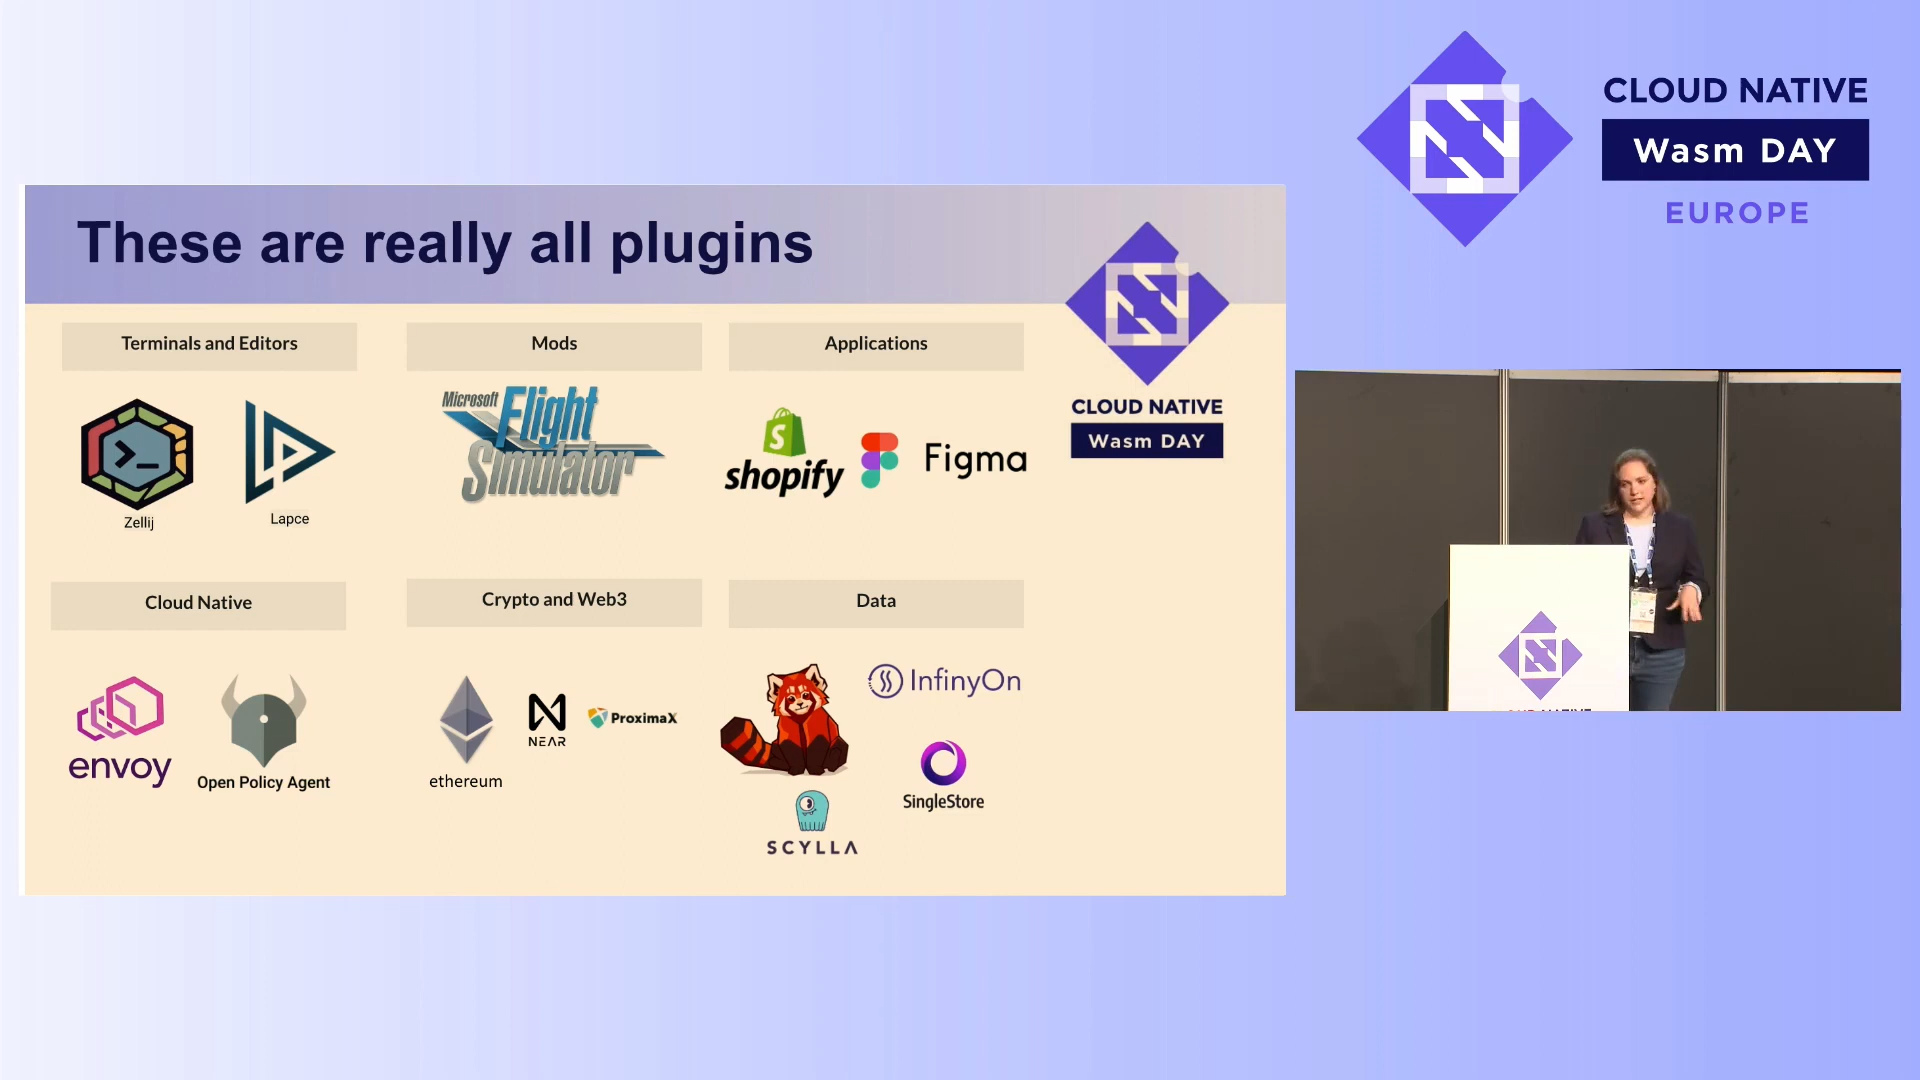 CLOUD NATIVE
Wasm DAY
EUROPE
These are really all plugins
CLOUD NATIVE
Wasm DAY
Terminals and Editors
Mods
Applications
Zellij
Lapce
Microsoft
Flight
Simulator
shopify
Figma
Cloud Native
Crypto and Web3
Data
envoy
Open Policy Agent
ethereum
NEAR
ProximaX
InfinyOn
SingleStore
SCYLLA